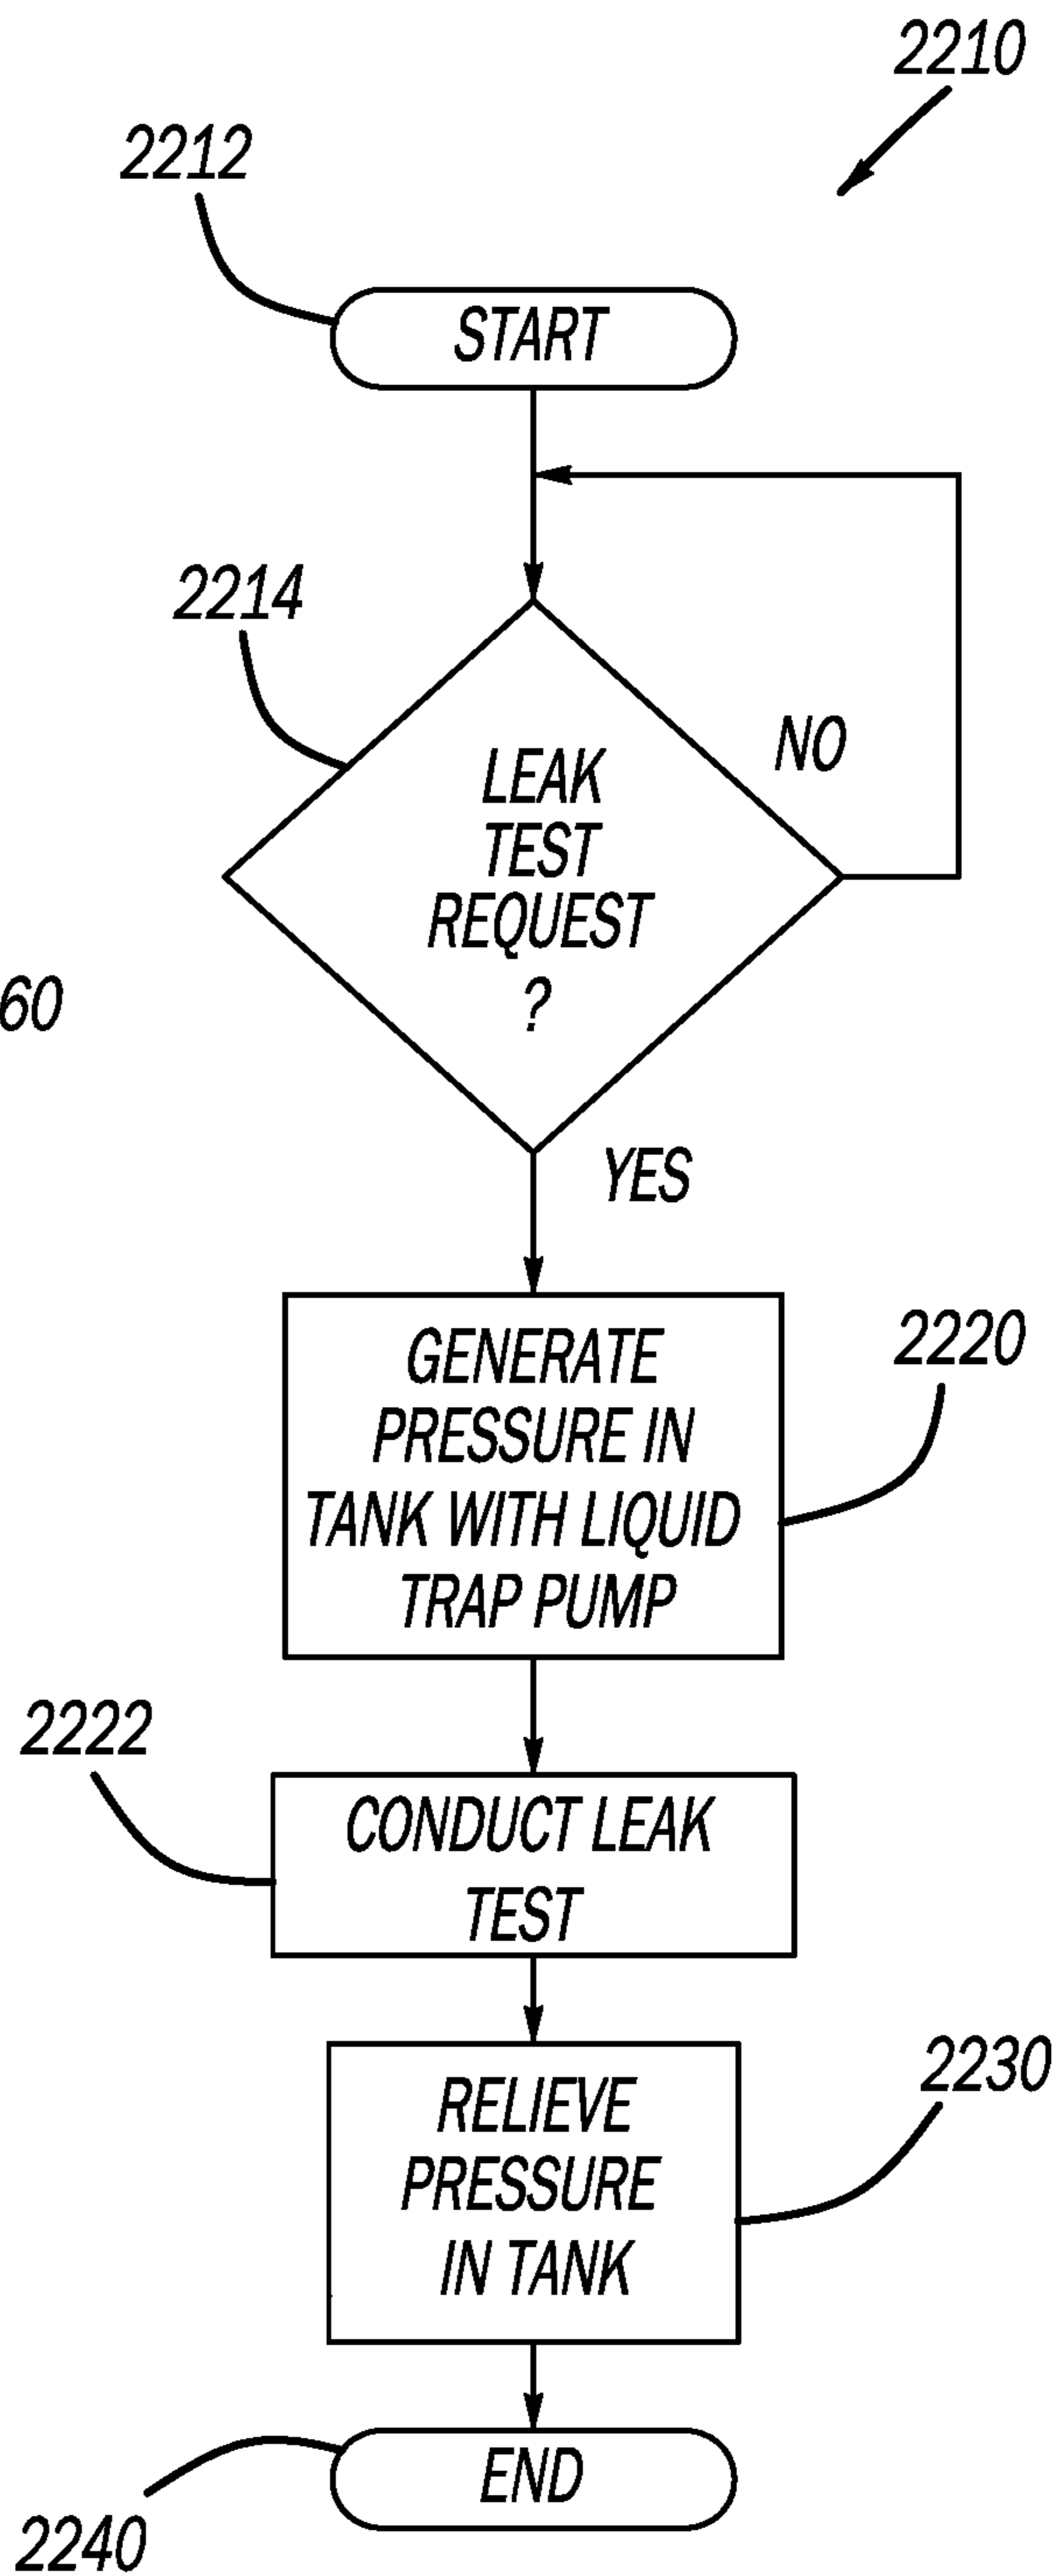 2210
2212
START
2214
NO
LEAK
TEST
REQUEST
?
60
YES
GENERATE
PRESSURE IN
TANK WITH LIQUID
TRAP PUMP
2220
2222
CONDUCT LEAK
TEST
2230
RELIEVE
PRESSURE
IN TANK
END
2240